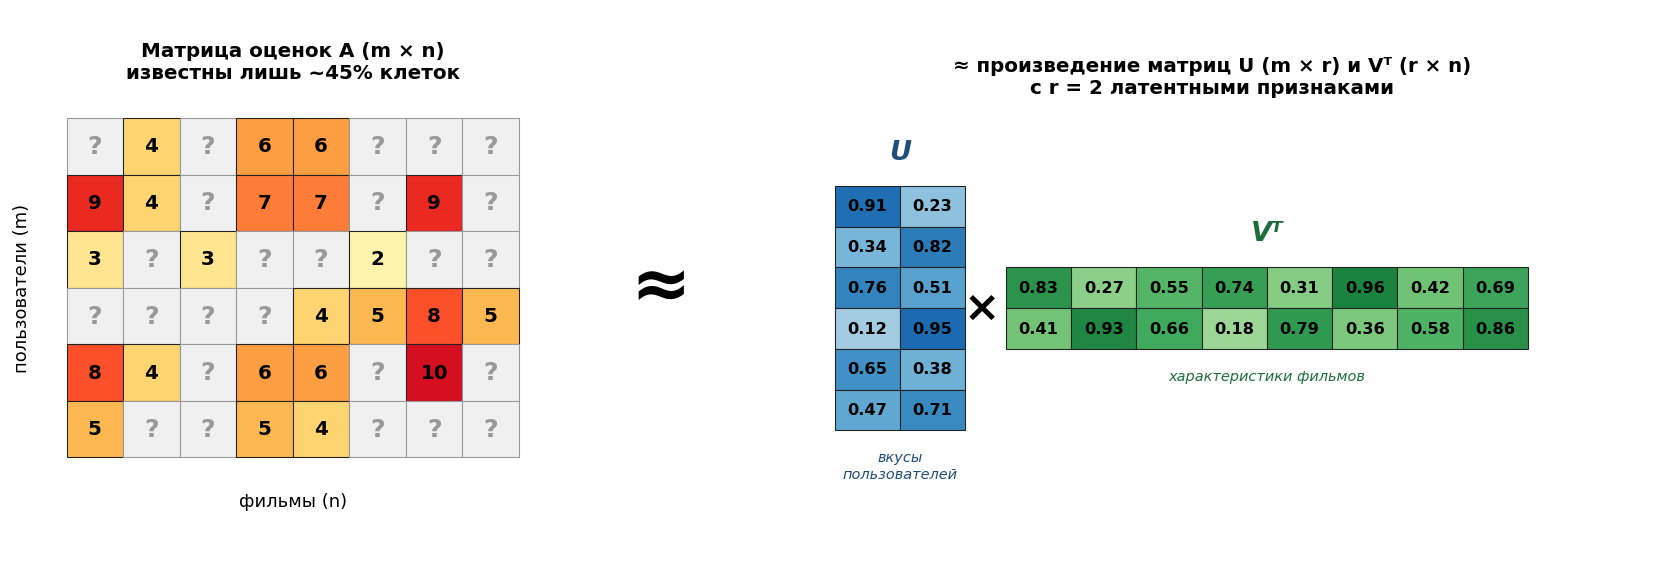 Матрица оценок A (m × n)
известны лишь ~45% клеток
пользователи (m)
? 4 ? 6 6 ? ? ?
9 4 ? 7 7 ? 9 ?
3 ? 3 ? ? 2 ? ?
? ? ? ? 4 5 8 5
8 4 ? 6 6 ? 10 ?
5 ? ? 5 4 ? ? ?
фильмы (n)
≈
≈ произведение матриц U (m × r) и Vᵀ (r × n)
с r = 2 латентными признаками
U
0.91 0.23
0.34 0.82
0.76 0.51
0.12 0.95
0.65 0.38
0.47 0.71
вкусы
пользователей
×
Vᵀ
0.83 0.27 0.55 0.74 0.31 0.96 0.42 0.69
0.41 0.93 0.66 0.18 0.79 0.36 0.58 0.86
характеристики фильмов